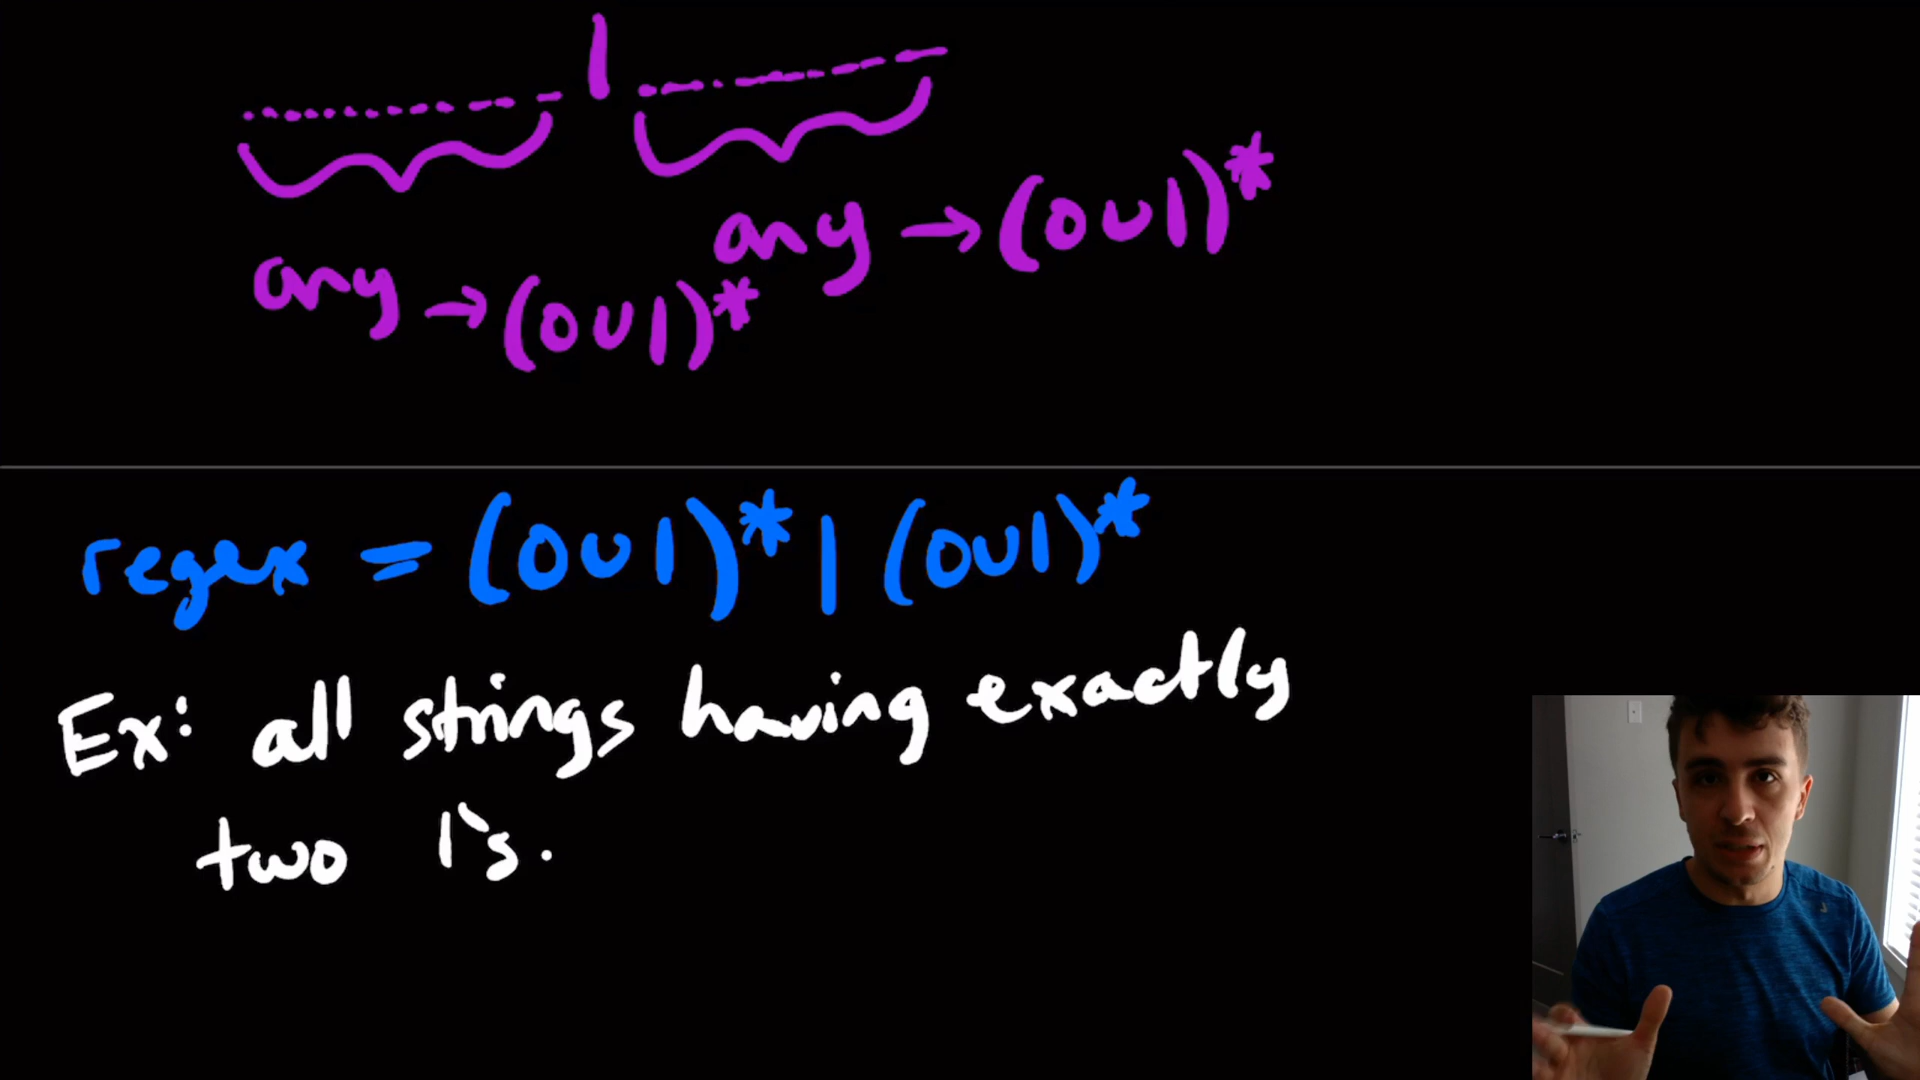 1
any → (0∪1)*
any → (0∪1)*
regex = (0∪1)* 1 (0∪1)*
Ex: all strings having exactly
two 1's.